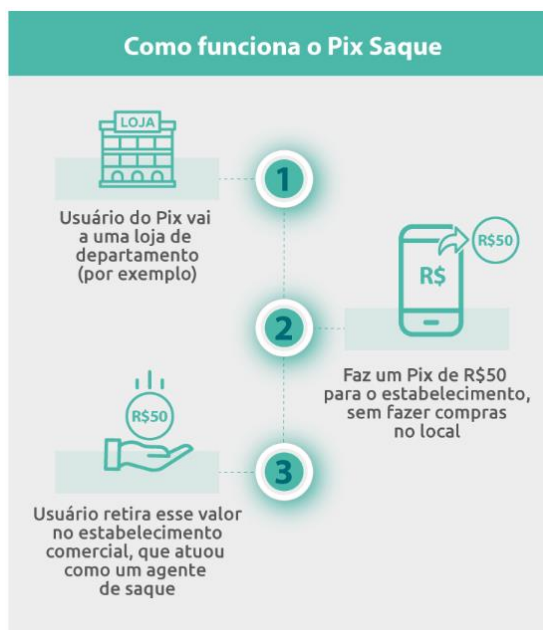 Como funciona o Pix Saque
LOJA
1
Usuário do Pix vai
a uma loja de
departamento
(por exemplo)
R$50
R$
2
Faz um Pix de R$50
para o estabelecimento,
sem fazer compras
no local
R$50
3
Usuário retira esse valor
no estabelecimento
comercial, que atuou
como um agente
de saque